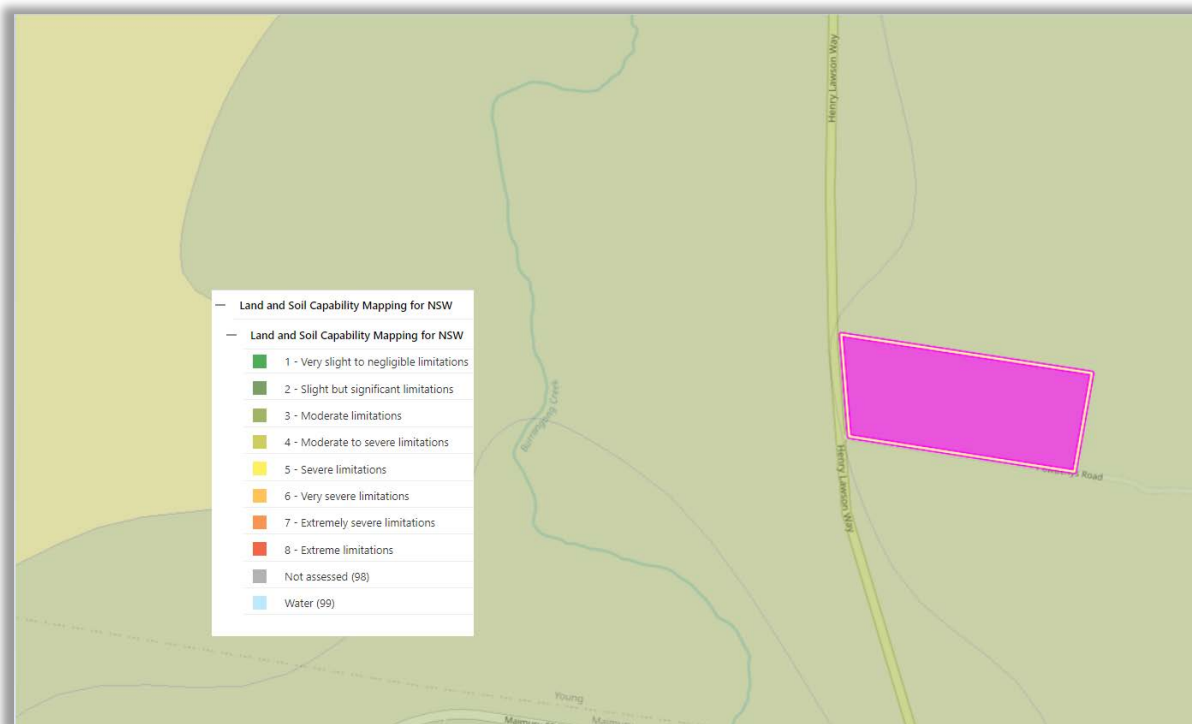 Henry Lawson Way
Land and Soil Capability Mapping for NSW
Land and Soil Capability Mapping for NSW
1 - Very slight to negligible limitations
2 - Slight but significant limitations
3 - Moderate limitations
4 - Moderate to severe limitations
5 - Severe limitations
6 - Very severe limitations
7 - Extremely severe limitations
8 - Extreme limitations
Not assessed (98)
Water (99)
Burrangong Creek
Henry Lawson Way
Road
Young